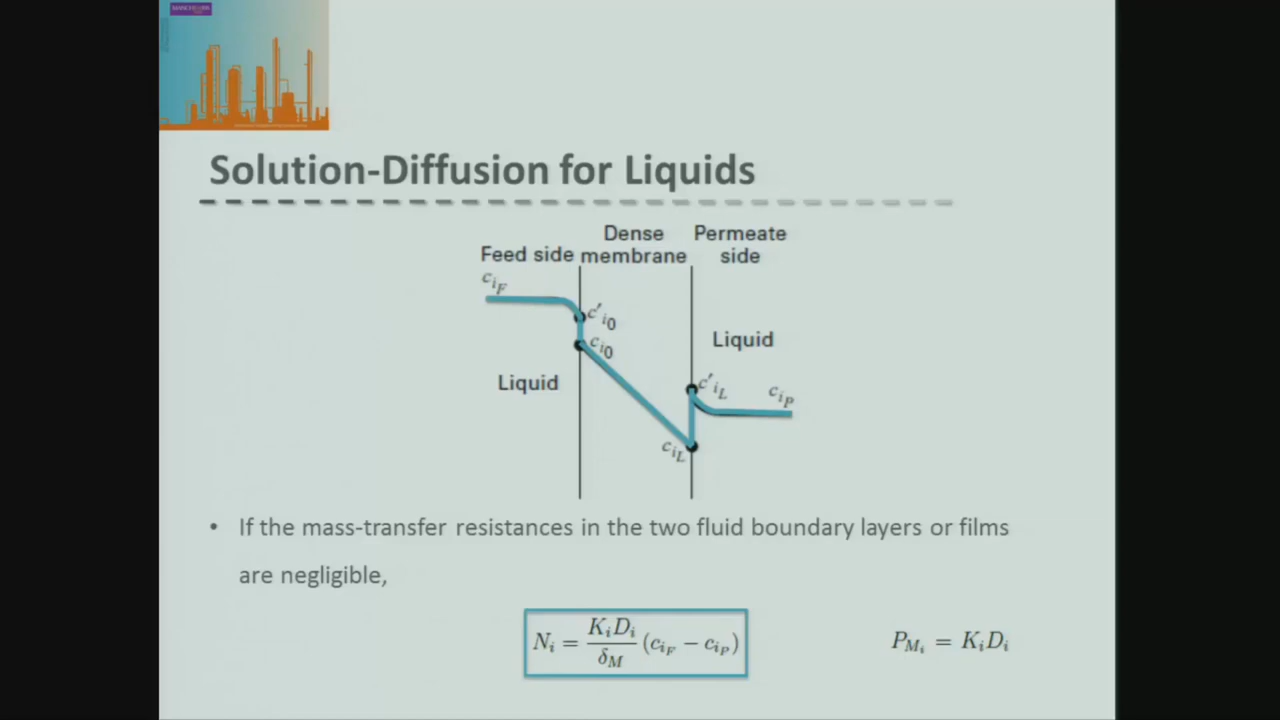 MANCHESTER
Solution-Diffusion for Liquids
Dense Permeate
Feed side membrane side
c_{i_F}
c'_{i_0}
c_{i_0}
Liquid
Liquid
c'_{i_L} c_{i_P}
c_{i_L}
• If the mass-transfer resistances in the two fluid boundary layers or films
are negligible,
N_i = \frac{K_i D_i}{δ_M} (c_{i_F} − c_{i_P}) P_{M_i} = K_i D_i